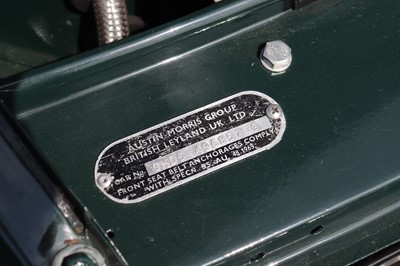 AUSTIN MORRIS GROUP
BRITISH LEYLAND UK LTD
CAR No.
FRONT SEAT BELT ANCHORAGES COMPLY
WITH SPECN. BS. AU. 48. 1965.